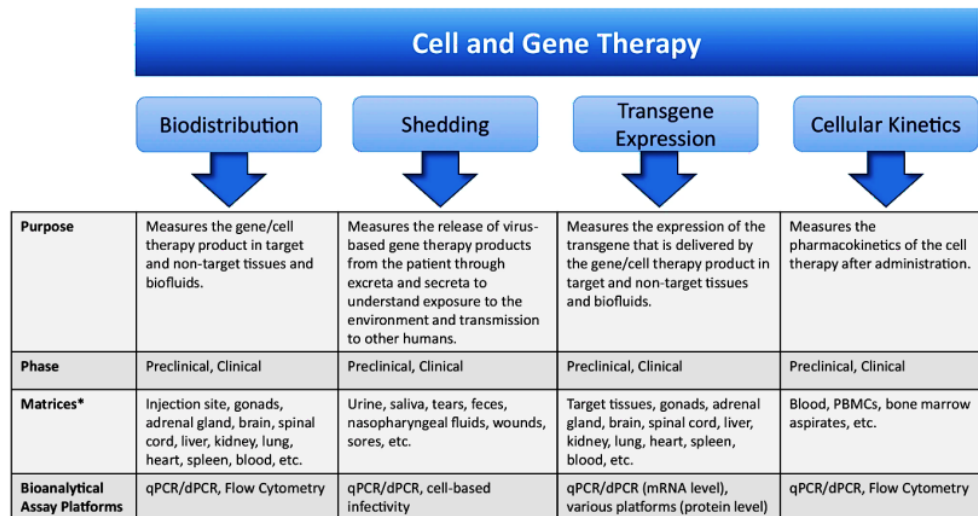 Cell and Gene Therapy
Biodistribution
Shedding
Transgene
Expression
Cellular Kinetics
Purpose
Measures the gene/cell
therapy product in target
and non-target tissues and
biofluids.
Measures the release of virus-
based gene therapy products
from the patient through
excreta and secreta to
understand exposure to the
environment and transmission
to other humans.
Measures the expression of the
transgene that is delivered by
the gene/cell therapy product in
target and non-target tissues
and biofluids.
Measures the
pharmacokinetics of the cell
therapy after administration.
Phase
Preclinical, Clinical
Preclinical, Clinical
Preclinical, Clinical
Preclinical, Clinical
Matrices*
Injection site, gonads,
adrenal gland, brain, spinal
cord, liver, kidney, lung,
heart, spleen, blood, etc.
Urine, saliva, tears, feces,
nasopharyngeal fluids, wounds,
sores, etc.
Target tissues, gonads, adrenal
gland, brain, spinal cord, liver,
kidney, lung, heart, spleen,
blood, etc.
Blood, PBMCs, bone marrow
aspirates, etc.
Bioanalytical
Assay Platforms
qPCR/dPCR, Flow Cytometry
qPCR/dPCR, cell-based
infectivity
qPCR/dPCR (mRNA level),
various platforms (protein level)
qPCR/dPCR, Flow Cytometry